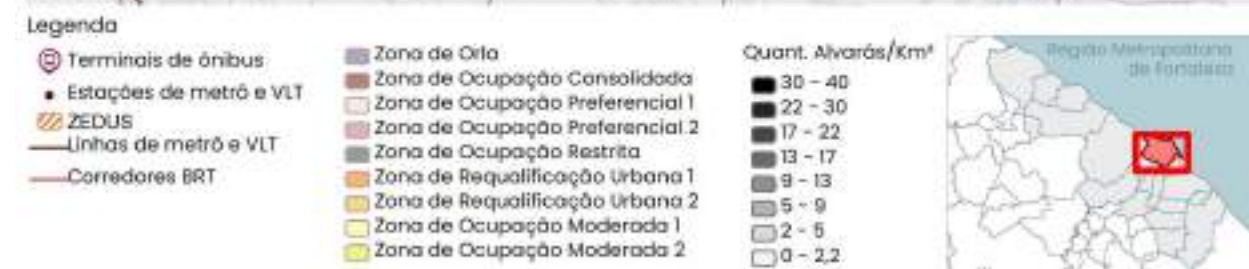 Legenda
Terminais de ônibus
Estações de metrô e VLT
ZEDUS
Linhas de metrô e VLT
Corredores BRT
Zona de Orla
Zona de Ocupação Consolidada
Zona de Ocupação Preferencial 1
Zona de Ocupação Preferencial 2
Zona de Ocupação Restrita
Zona de Requalificação Urbana 1
Zona de Requalificação Urbana 2
Zona de Ocupação Moderada 1
Zona de Ocupação Moderada 2
Quant. Alvarás/Km²
30 - 40
22 - 30
17 - 22
13 - 17
9 - 13
5 - 9
2 - 5
0 - 2,2
Região Metropolitana
de Fortaleza